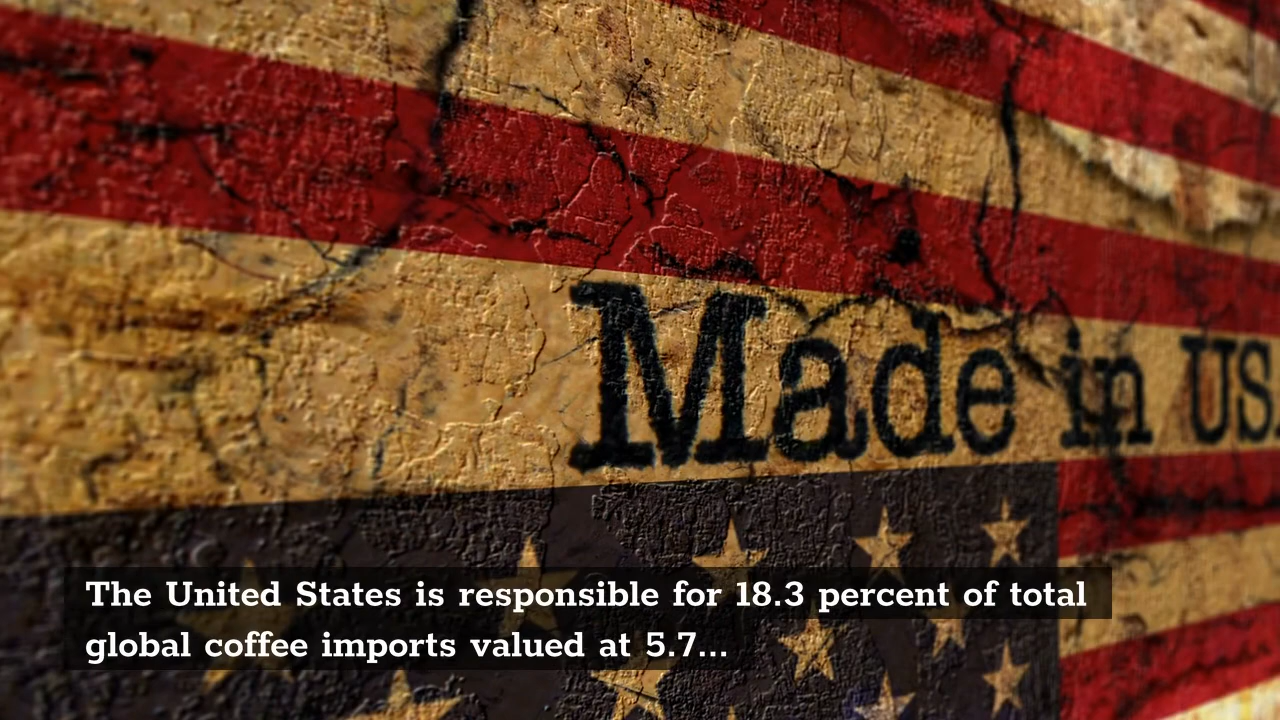 Made in US
The United States is responsible for 18.3 percent of total
global coffee imports valued at 5.7...